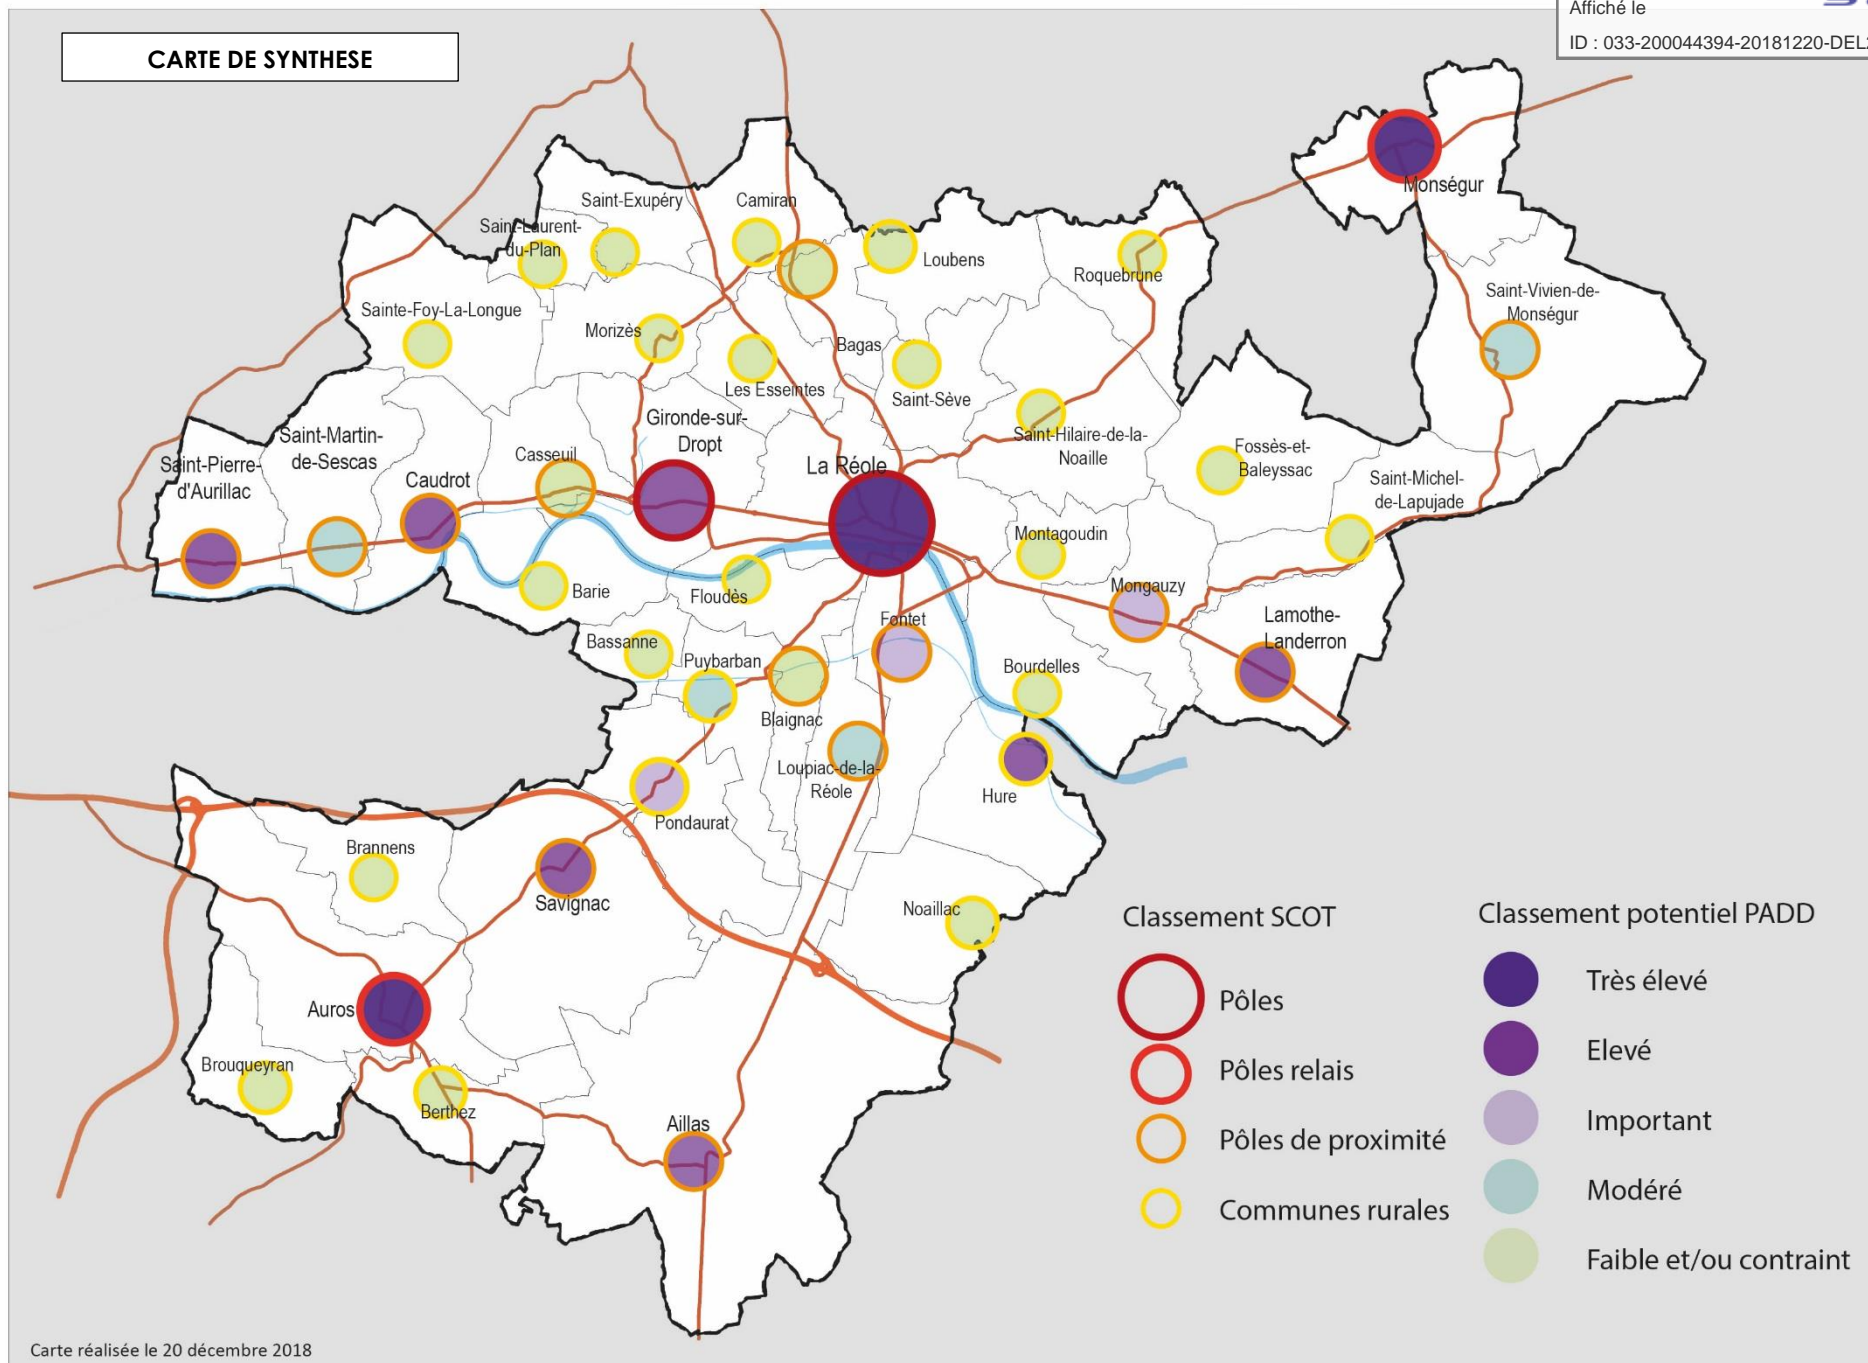 Affiché le
ID : 033-200044394-20181220-DEL
CARTE DE SYNTHESE
Monségur
Saint-Exupéry
Camiran
Saint-Laurent-
du-Plan
Loubens
Roquebrune
Saint-Vivien-de-
Monségur
Sainte-Foy-La-Longue
Morizès
Bagas
Les Esseintes
Saint-Sève
Gironde-sur-
Dropt
Saint-Martin-
de-Sescas
Saint-Hilaire-de-la-
Noaille
Fossès-et-
Baleyssac
Saint-Pierre-
d'Aurillac
Caudrot
Casseuil
La Réole
Saint-Michel-
de-Lapujade
Montagoudin
Barie
Floudès
Mongauzy
Lamothe-
Landerron
Fontet
Bassanne
Puybarban
Bourdelles
Blaignac
Loupiac-de-la-
Réole
Hure
Pondaurat
Brannens
Savignac
Noaillac
Auros
Brouqueyran
Berthez
Aillas
Classement SCOT
Pôles
Pôles relais
Pôles de proximité
Communes rurales
Classement potentiel PADD
Très élevé
Elevé
Important
Modéré
Faible et/ou contraint
Carte réalisée le 20 décembre 2018